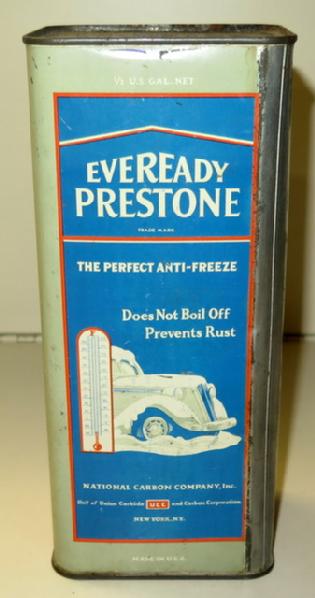 1/2 U.S. GAL. NET
EVEREADY
PRESTONE
TRADE MARK
THE PERFECT ANTI-FREEZE
Does Not Boil Off
Prevents Rust
NATIONAL CARBON COMPANY, Inc.
Unit of Union Carbide UCC and Carbon Corporation
NEW YORK, N.Y.
MADE IN U.S.A.